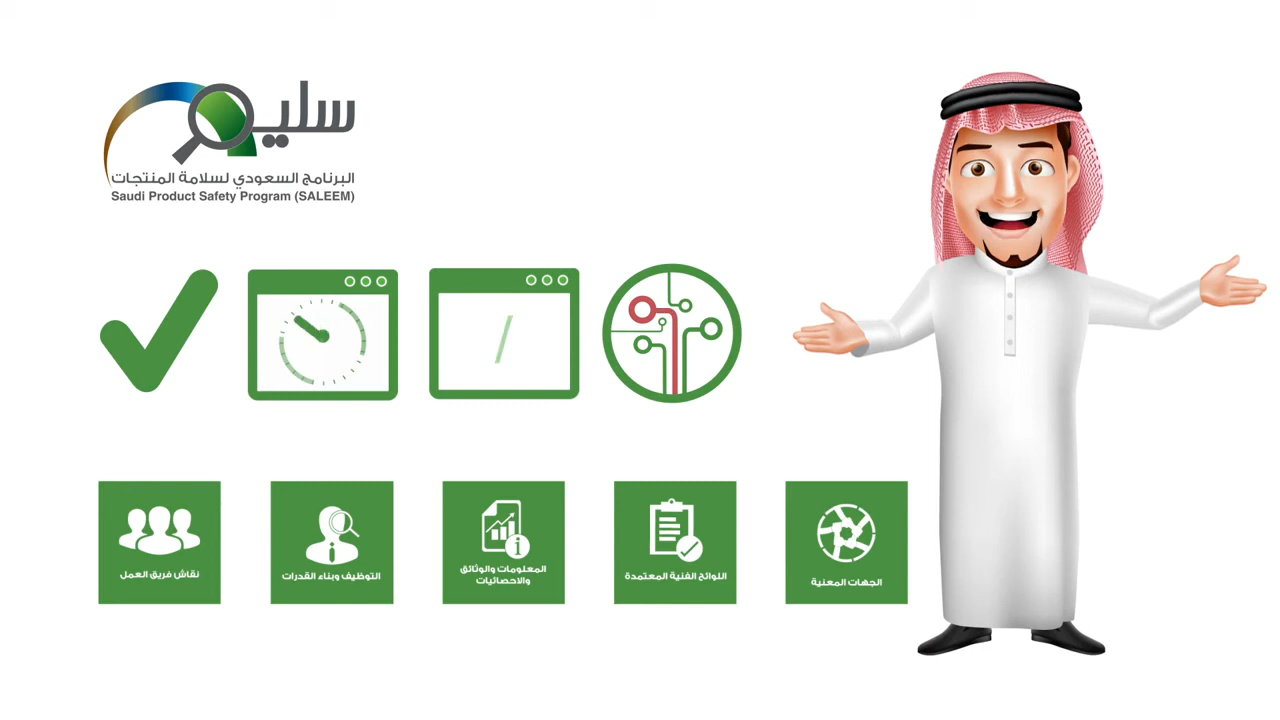 سليم
البرنامج السعودي لسلامة المنتجات
Saudi Product Safety Program (SALEEM)
الجهات المعنية
اللوائح الفنية المعتمدة
المعلومات والوثائق
والاحصائيات
التوظيف وبناء القدرات
نقاش فريق العمل